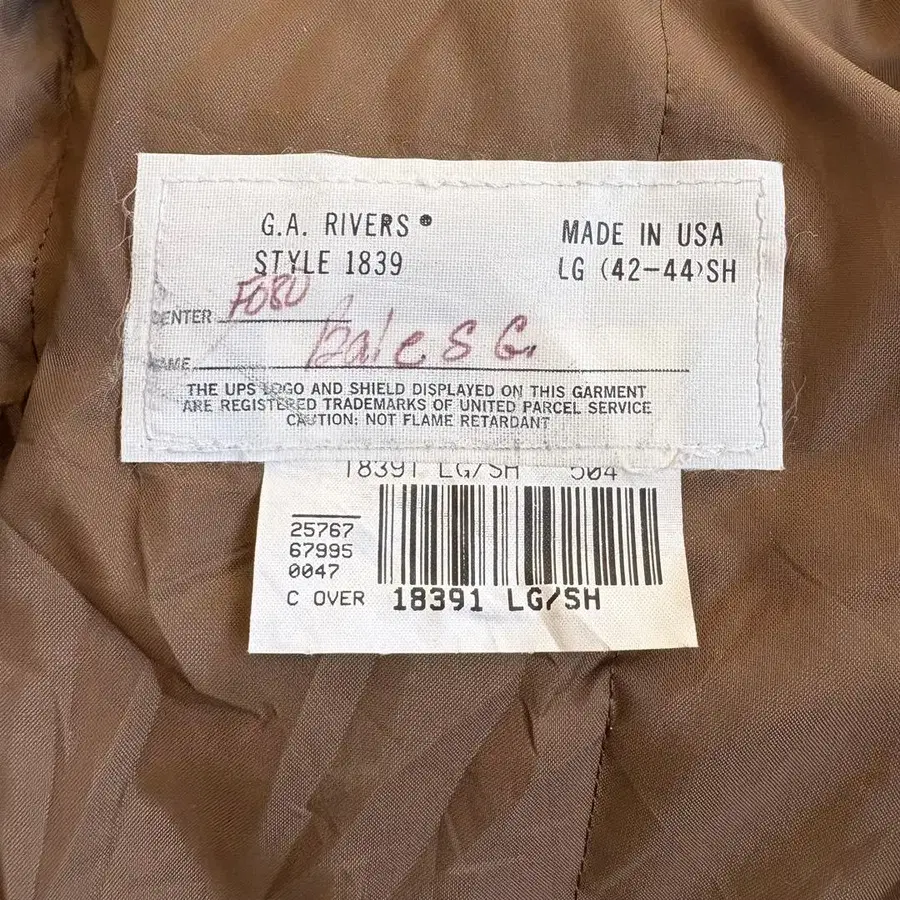 G.A. RIVERS®
STYLE 1839
MADE IN USA
LG (42-44)SH
CENTER F080
NAME Bales G.
THE UPS LOGO AND SHIELD DISPLAYED ON THIS GARMENT
ARE REGISTERED TRADEMARKS OF UNITED PARCEL SERVICE
CAUTION: NOT FLAME RETARDANT
18391 LG/SH 504
25767
67995
0047
C OVER
18391 LG/SH